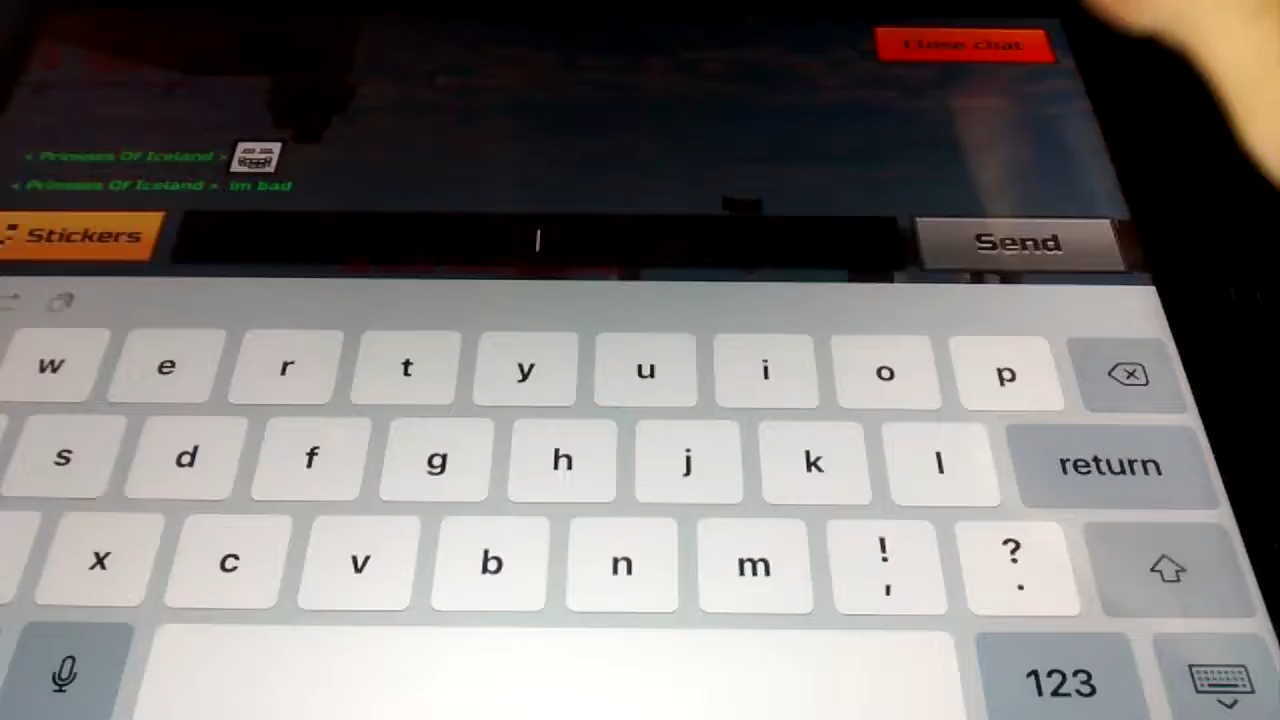 Close chat
< Princess Of Iceland >
< Princess Of Iceland > im bad
Stickers
Send
w e r t y u i o p
s d f g h j k l return
x c v b n m ! , ? .
123